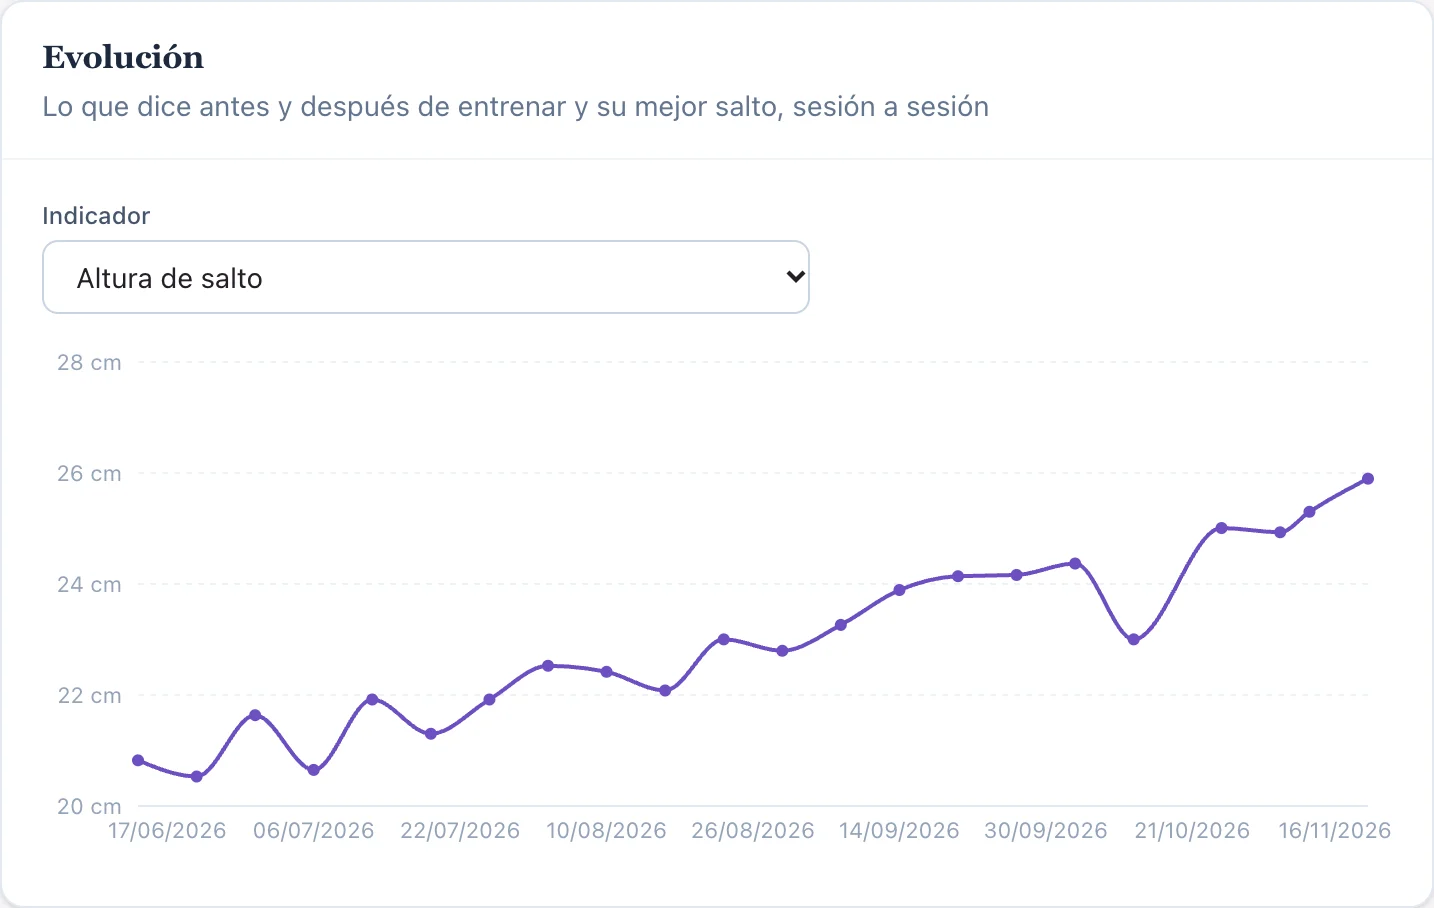 Evolución
Lo que dice antes y después de entrenar y su mejor salto, sesión a sesión
Indicador
Altura de salto
28 cm
26 cm
24 cm
22 cm
20 cm
17/06/2026 06/07/2026 22/07/2026 10/08/2026 26/08/2026 14/09/2026 30/09/2026 21/10/2026 16/11/2026